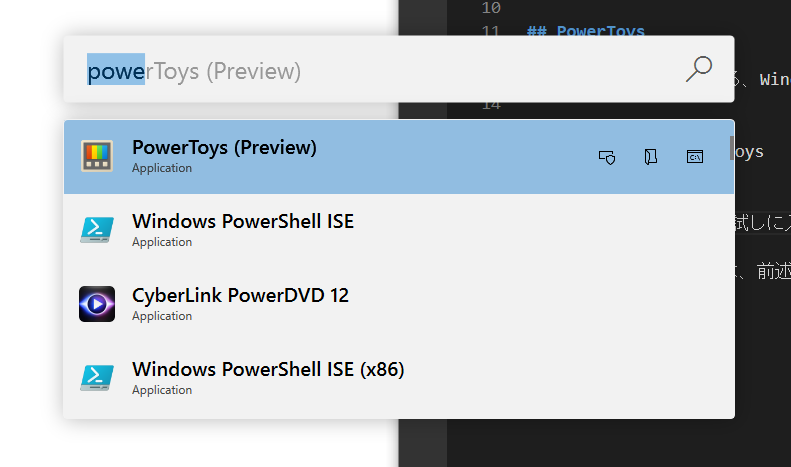 10
11 ## PowerToys
powerToys (Preview)
る、Wind
14
PowerToys (Preview)
Application
oys
Windows PowerShell ISE
Application
試しに
CyberLink PowerDVD 12
Application
、前述
Windows PowerShell ISE (x86)
Application